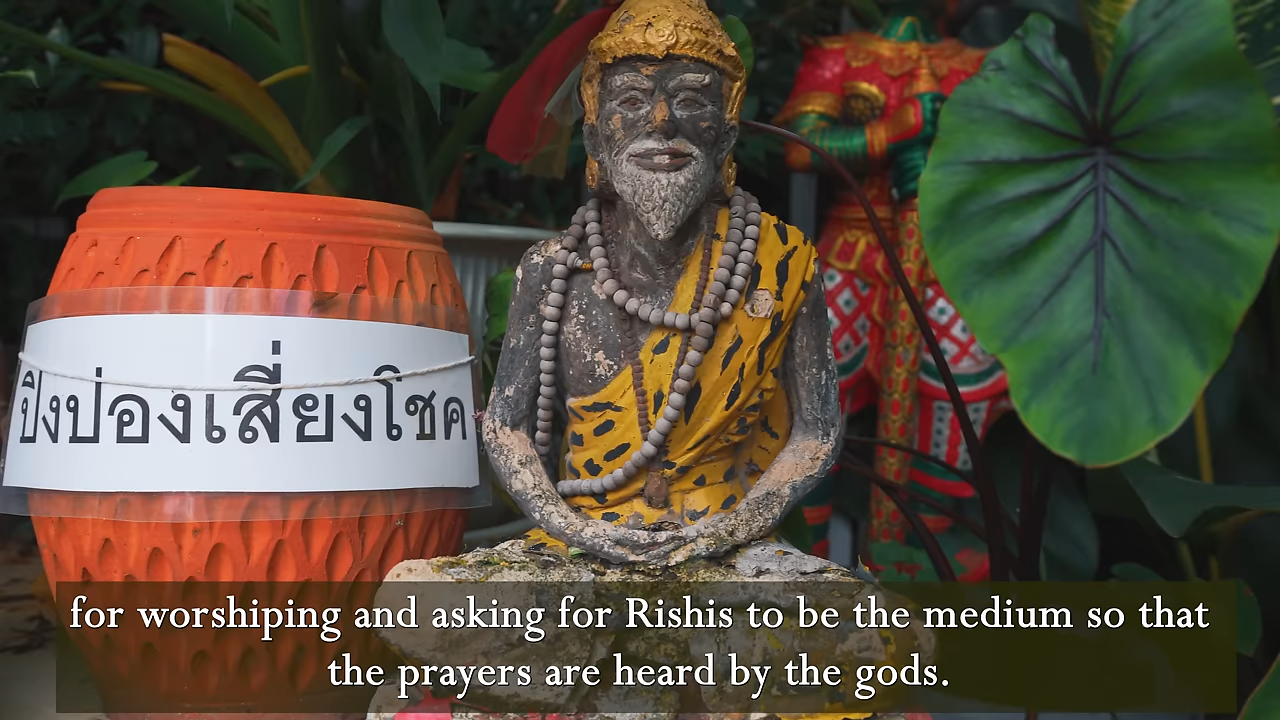 ปิงป่องเสี่ยงโชค
for worshiping and asking for Rishis to be the medium so that
the prayers are heard by the gods.